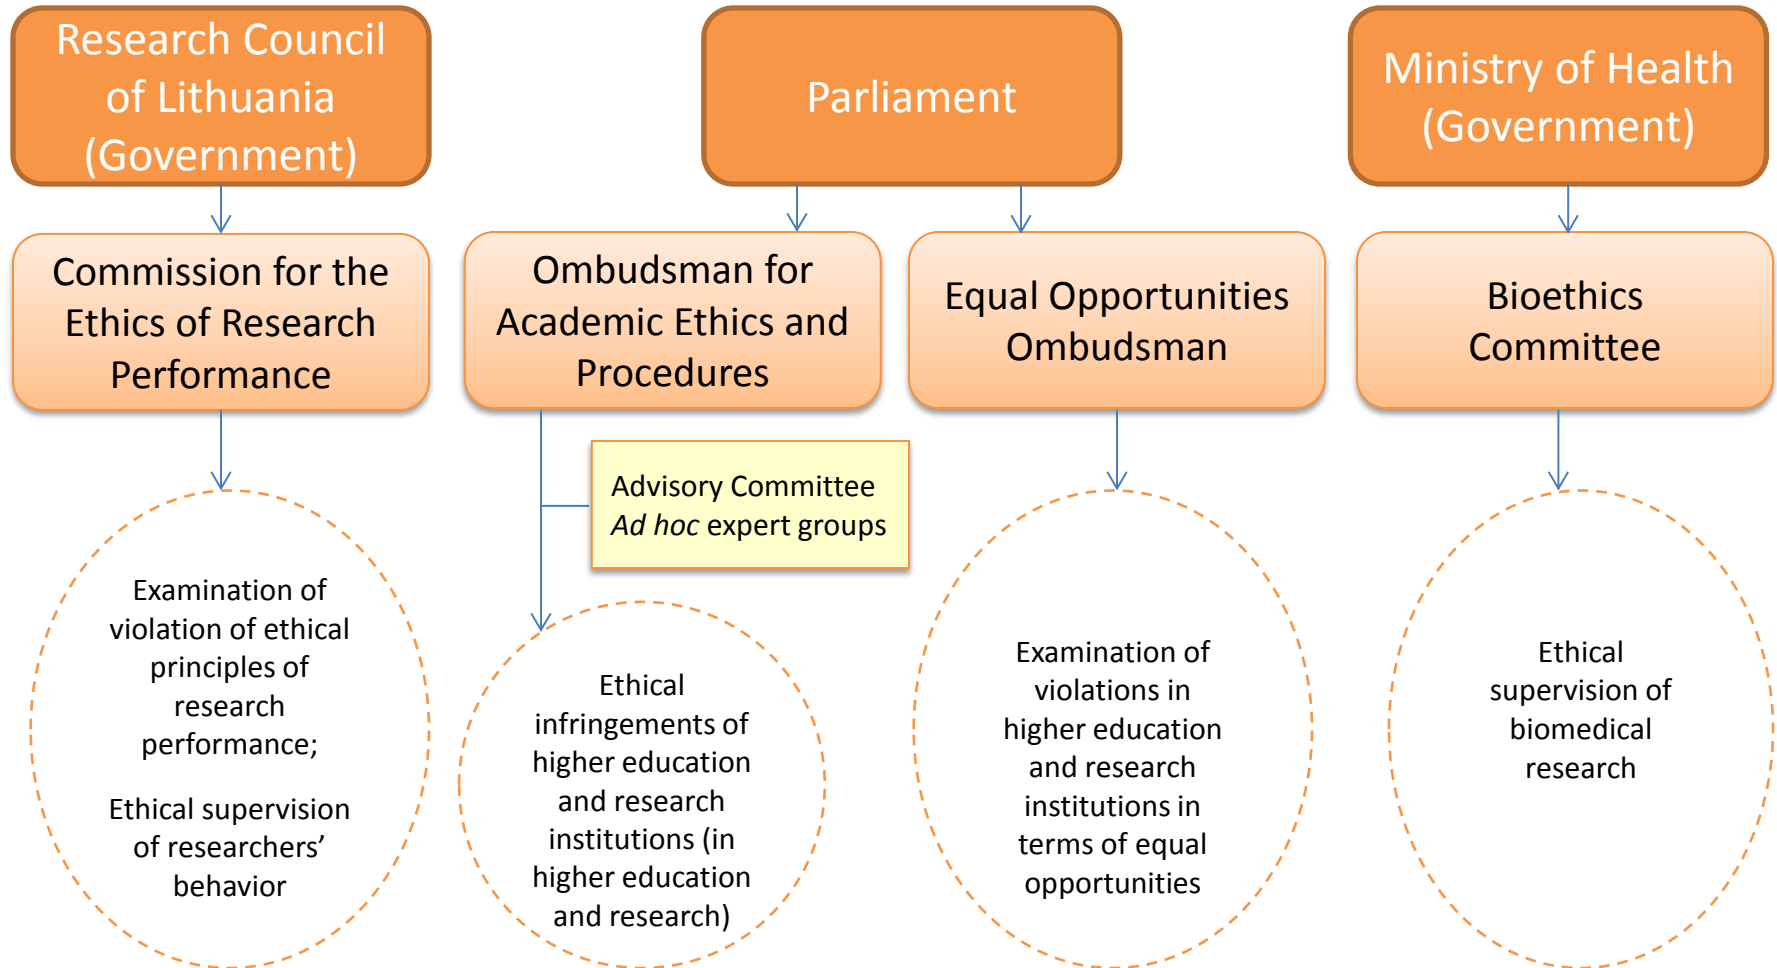 Research Council
of Lithuania
(Government)
Parliament
Ministry of Health
(Government)
Commission for the
Ethics of Research
Performance
Ombudsman for
Academic Ethics and
Procedures
Equal Opportunities
Ombudsman
Bioethics
Committee
Advisory Committee
Ad hoc expert groups
Examination of
violation of ethical
principles of
research
performance;
Ethical supervision
of researchers’
behavior
Ethical
infringements of
higher education
and research
institutions (in
higher education
and research)
Examination of
violations in
higher education
and research
institutions in
terms of equal
opportunities
Ethical
supervision of
biomedical
research